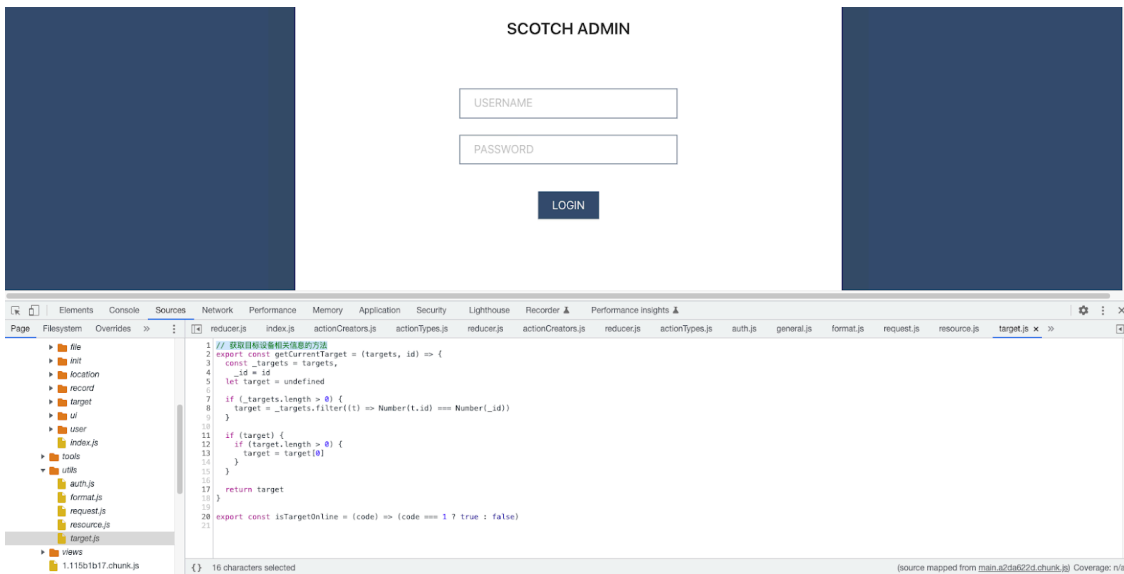 SCOTCH ADMIN
USERNAME
PASSWORD
LOGIN
Elements Console Sources Network Performance Memory Application Security Lighthouse Recorder Performance insights
Page Filesystem Overrides » reducer.js index.js actionCreators.js actionTypes.js reducer.js actionCreators.js reducer.js actionTypes.js auth.js general.js format.js request.js resource.js target.js × »
file
init
location
record
target
ui
user
index.js
tools
utils
auth.js
format.js
request.js
resource.js
target.js
views
1.115b1b17.chunk.js
1 // 获取目标设备相关信息的方法
2 export const getCurrentTarget = (targets, id) => {
3 const _targets = targets,
4 _id = id
5 let target = undefined
6
7 if (_targets.length > 0) {
8 target = _targets.filter((t) => Number(t.id) === Number(_id))
9 }
10
11 if (target) {
12 if (target.length > 0) {
13 target = target[0]
14 }
15 }
16
17 return target
18 }
19
20 export const isTargetOnline = (code) => (code === 1 ? true : false)
21
{} 16 characters selected (source mapped from main.a2da622d.chunk.js) Coverage: n/a